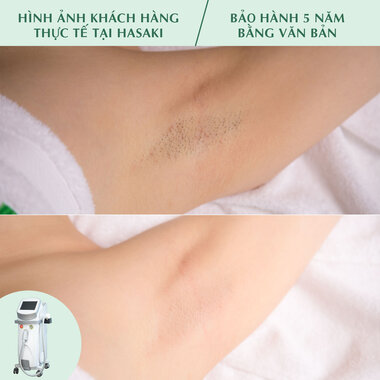 HÌNH ẢNH KHÁCH HÀNG
THỰC TẾ TẠI HASAKI
BẢO HÀNH 5 NĂM
BẰNG VĂN BẢN